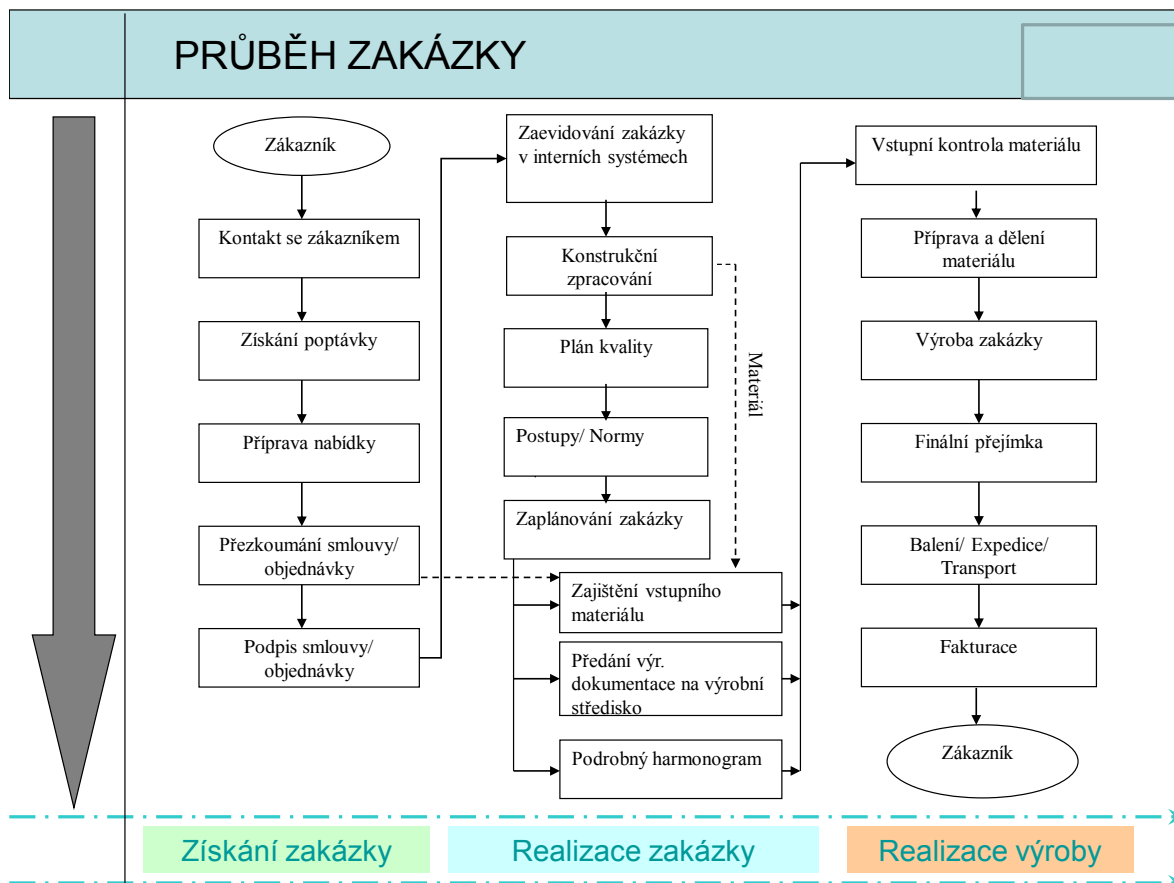 PRŮBĚH ZAKÁZKY
Zákazník
Kontakt se zákazníkem
Získání poptávky
Příprava nabídky
Přezkoumání smlouvy/
objednávky
Podpis smlouvy/
objednávky
Zaevidování zakázky
v interních systémech
Konstrukční
zpracování
Plán kvality
Postupy/ Normy
Zaplánování zakázky
Materiál
Zajištění vstupního
materiálu
Předání výr.
dokumentace na výrobní
středisko
Podrobný harmonogram
Vstupní kontrola materiálu
Příprava a dělení
materiálu
Výroba zakázky
Finální přejímka
Balení/ Expedice/
Transport
Fakturace
Zákazník
Získání zakázky
Realizace zakázky
Realizace výroby